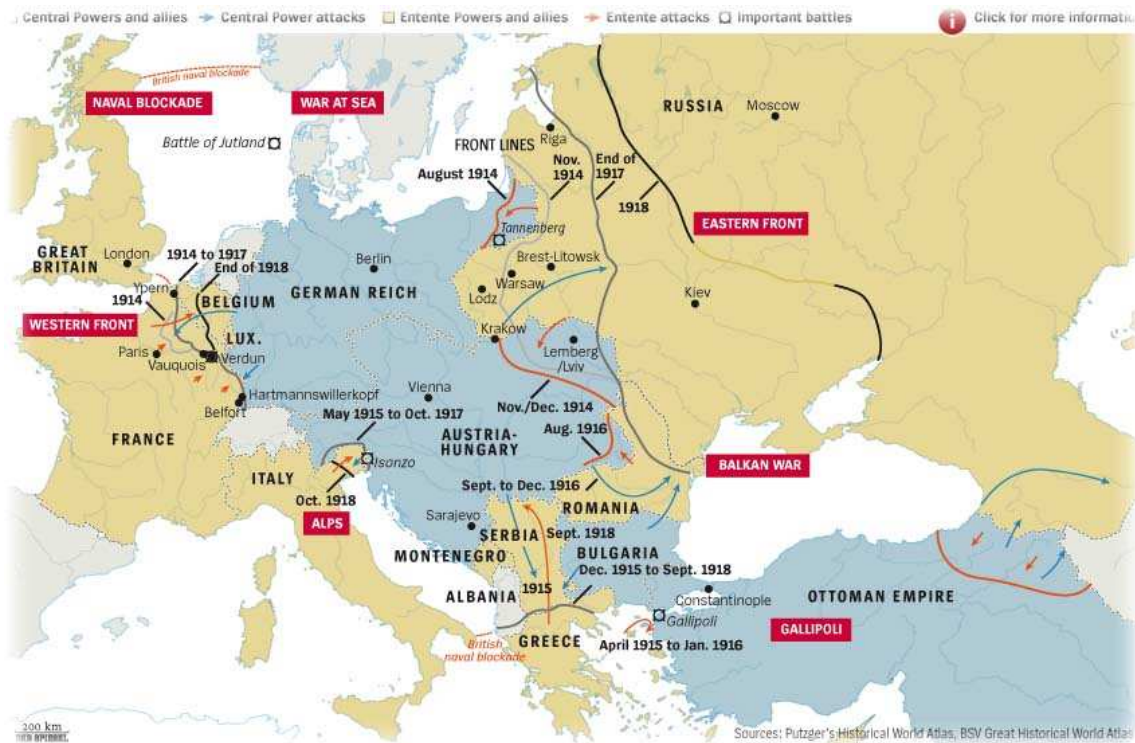 Central Powers and allies
Central Power attacks
Entente Powers and allies
Entente attacks
Important battles
Click for more
British naval blockade
NAVAL BLOCKADE
WAR AT SEA
Battle of Jutland
RUSSIA
Moscow
Riga
FRONT LINES
August 1914
Nov.
1914
End of
1917
1918
EASTERN FRONT
Tannenberg
GREAT
BRITAIN
London
1914 to 1917
End of 1918
Ypern
1914
BELGIUM
Berlin
GERMAN REICH
Brest-Litowsk
Warsaw
Lodz
Kiev
WESTERN FRONT
LUX.
Paris
Vauquois
Verdun
Krakow
Lemberg
/Lviv
Hartmannswillerkopf
Belfort
Vienna
May 1915 to Oct. 1917
Nov./Dec. 1914
FRANCE
AUSTRIA-
HUNGARY
Aug. 1916
ITALY
Isonzo
BALKAN WAR
Oct. 1918
Sept. to Dec. 1916
ROMANIA
ALPS
Sarajevo
SERBIA
Sept. 1918
MONTENEGRO
BULGARIA
Dec. 1915 to Sept. 1918
1915
ALBANIA
Constantinople
OTTOMAN EMPIRE
Gallipoli
GALLIPOLI
GREECE
British
naval blockade
April 1915 to Jan. 1916
200 km
DER SPIEGEL
Sources: Putzger's Historical World Atlas, BSV Great Historical World Atlas